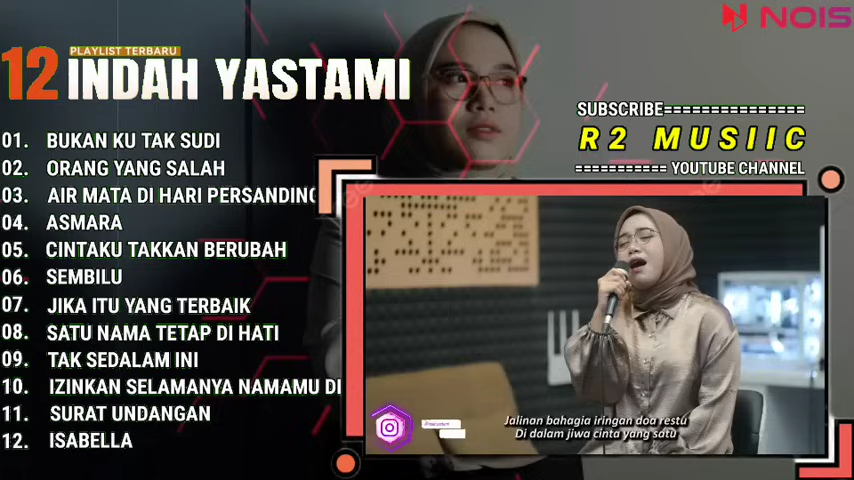 NOIS
PLAYLIST TERBARU
12 INDAH YASTAMI
SUBSCRIBE===============
R2 MUSIIC
=========== YOUTUBE CHANNEL
01. BUKAN KU TAK SUDI
02. ORANG YANG SALAH
03. AIR MATA DI HARI PERSANDING
04. ASMARA
05. CINTAKU TAKKAN BERUBAH
06. SEMBILU
07. JIKA ITU YANG TERBAIK
08. SATU NAMA TETAP DI HATI
09. TAK SEDALAM INI
10. IZINKAN SELAMANYA NAMAMU DI
11. SURAT UNDANGAN
12. ISABELLA
Jalinan bahagia iringan doa restu
Di dalam jiwa cinta yang satu